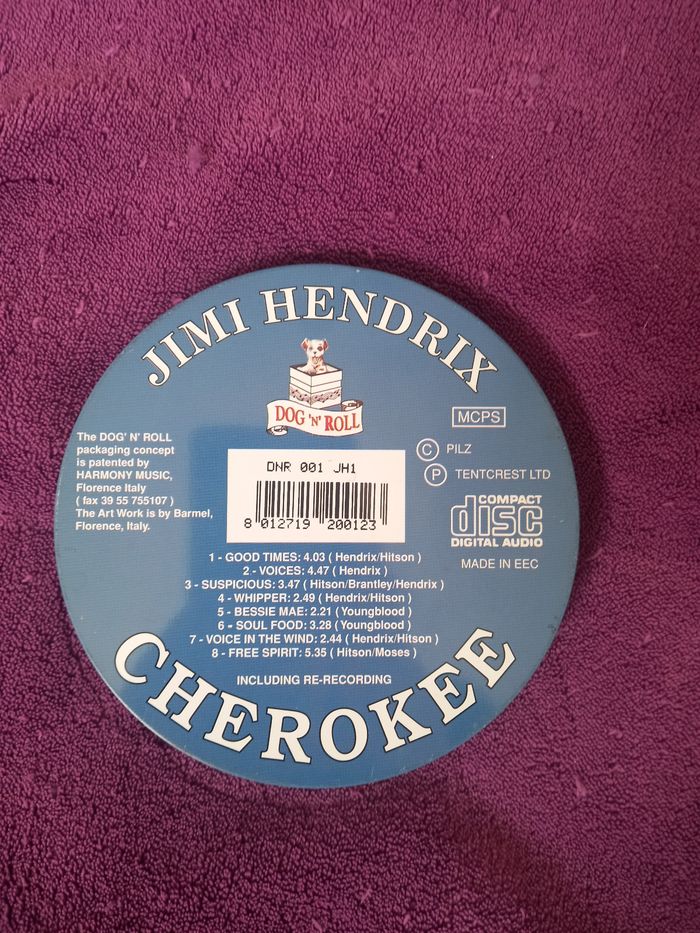 JIMI HENDRIX
DOG 'N' ROLL
MCPS
The DOG' N' ROLL
packaging concept
is patented by
HARMONY MUSIC,
Florence Italy
( fax 39 55 755107 )
The Art Work is by Barmel,
Florence, Italy.
DNR 001 JH1
8 012719 200123
C PILZ
P TENTCREST LTD
COMPACT
disc
DIGITAL AUDIO
MADE IN EEC
1 - GOOD TIMES: 4.03 ( Hendrix/Hitson )
2 - VOICES: 4.47 ( Hendrix )
3 - SUSPICIOUS: 3.47 ( Hitson/Brantley/Hendrix )
4 - WHIPPER: 2.49 ( Hendrix/Hitson )
5 - BESSIE MAE: 2.21 ( Youngblood )
6 - SOUL FOOD: 3.28 ( Youngblood )
7 - VOICE IN THE WIND: 2.44 ( Hendrix/Hitson )
8 - FREE SPIRIT: 5.35 ( Hitson/Moses )
INCLUDING RE-RECORDING
CHEROKEE